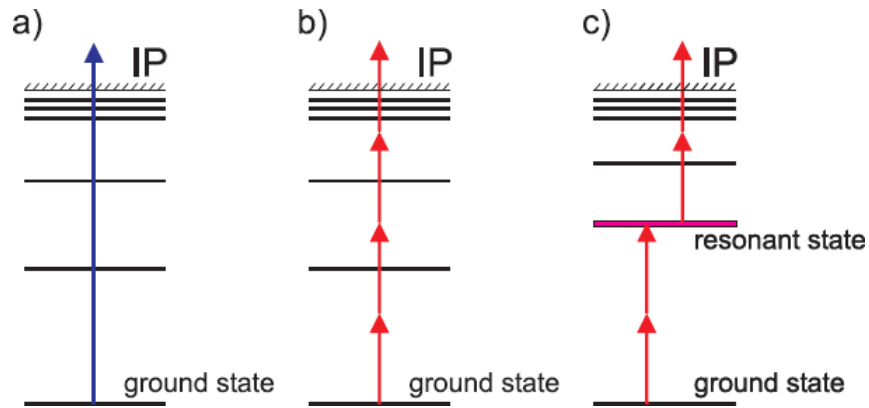 a)
IP
ground state
b)
IP
ground state
c)
IP
resonant state
ground state